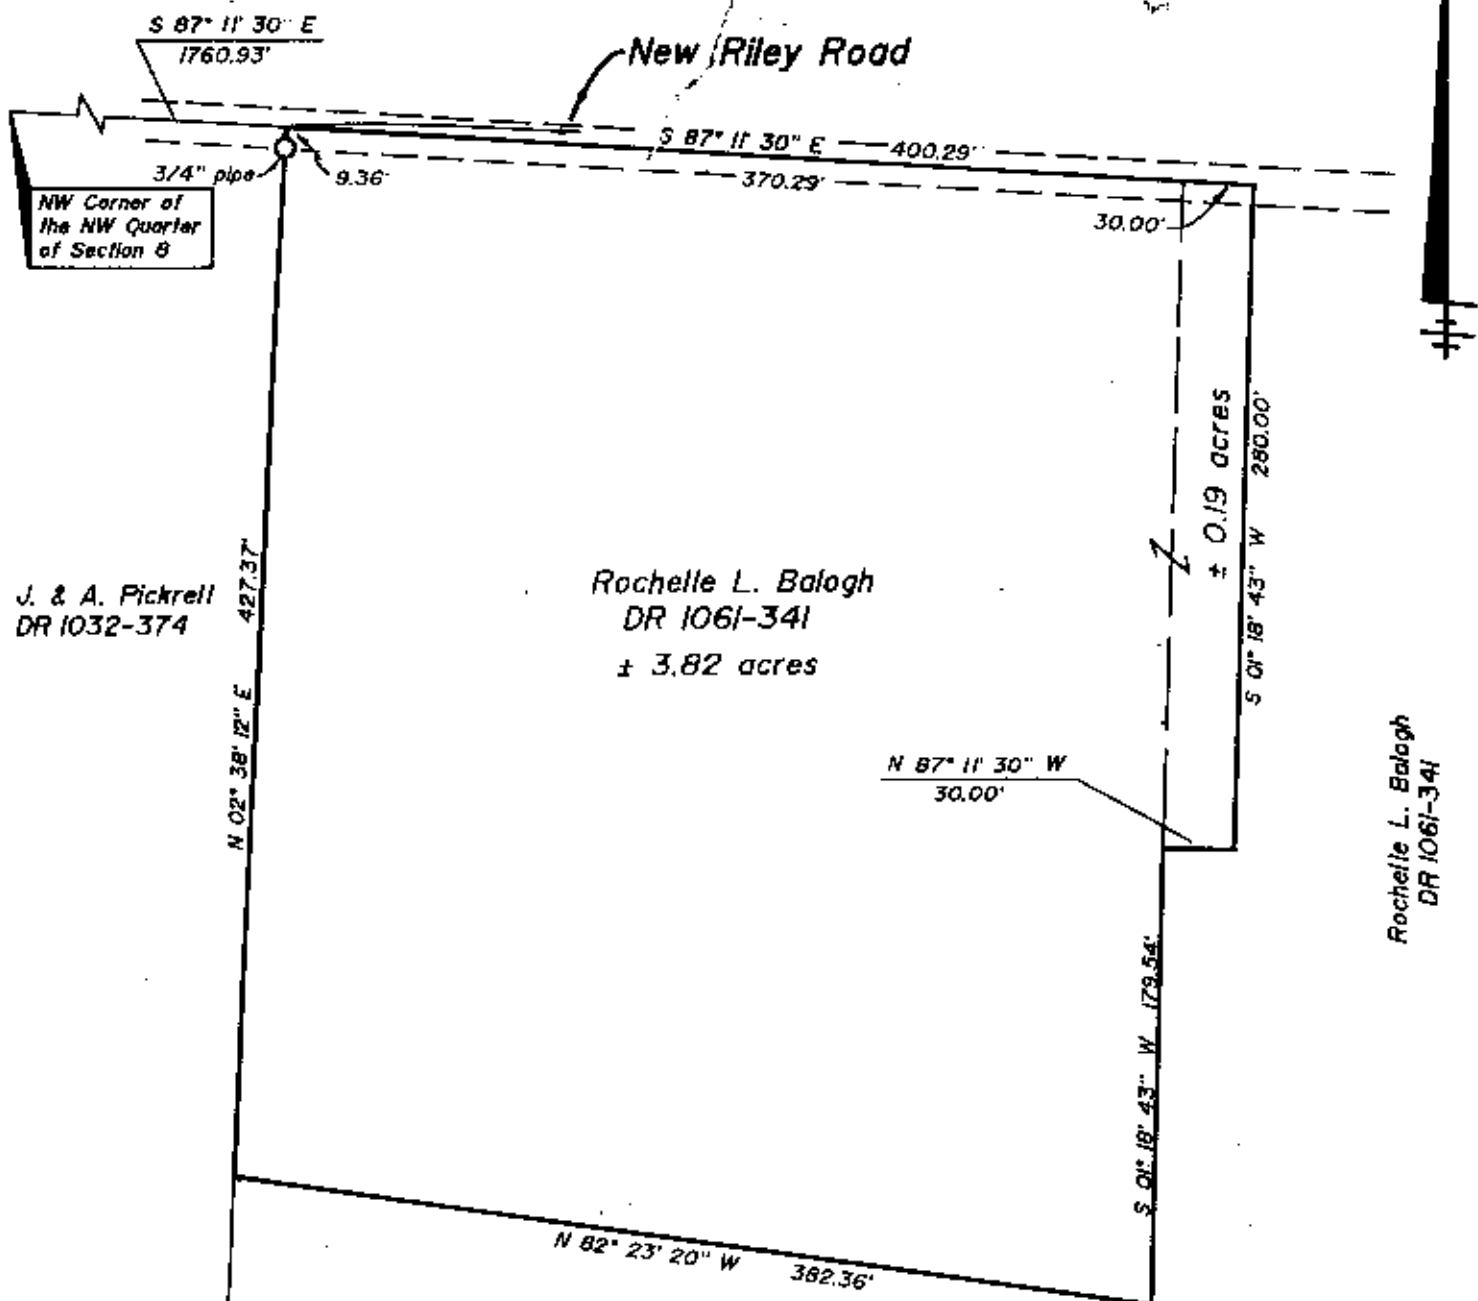 S 87° 11' 30" E
1760.93'
New Riley Road
S 87° 11' 30" E 400.29'
370.29'
3/4" pipe
9.36'
30.00'
NW Corner of
the NW Quarter
of Section 8
± 0.19 acres
S 01° 18' 43" W 280.00'
N 02° 38' 12" E 427.37'
J. & A. Pickrell
DR 1032-374
Rochelle L. Balogh
DR 1061-341
± 3.82 acres
N 87° 11' 30" W
30.00'
Rochelle L. Balogh
DR 1061-341
S 01° 18' 43" W 179.54'
N 82° 23' 20" W 382.36'